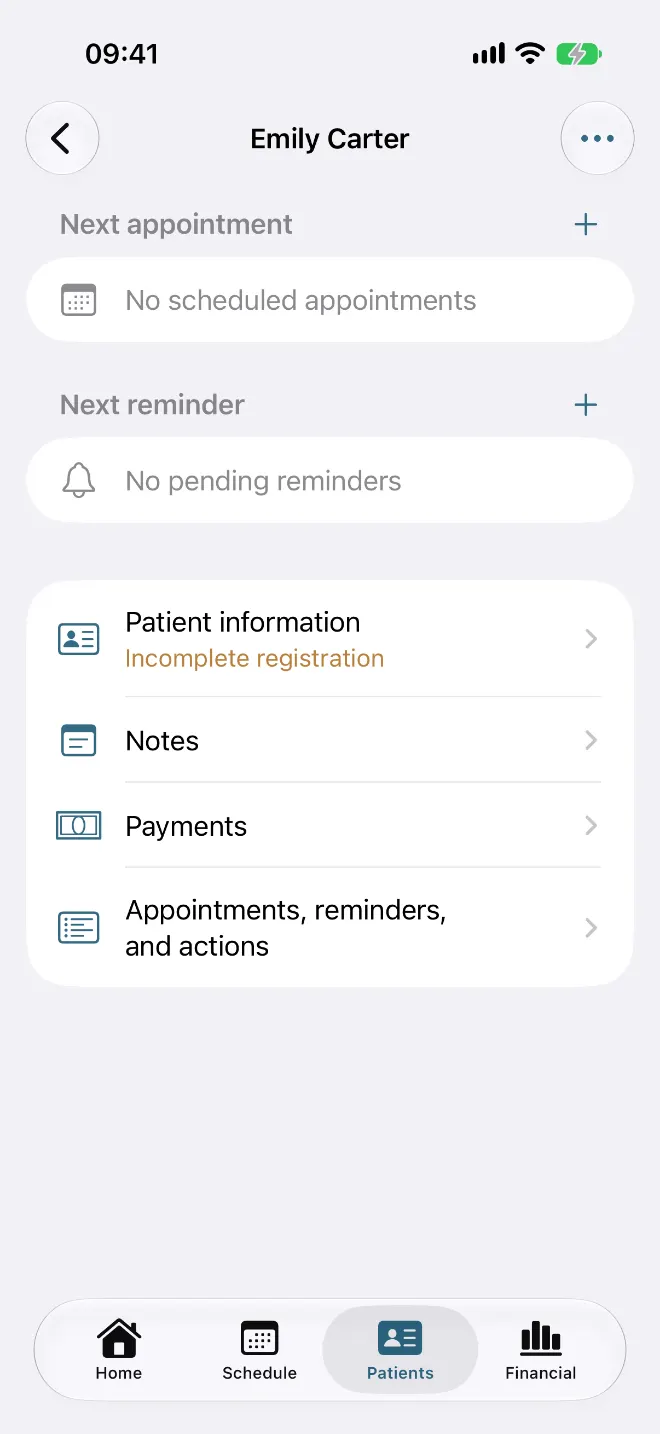 09:41
Emily Carter
Next appointment
No scheduled appointments
Next reminder
No pending reminders
Patient information
Incomplete registration
Notes
Payments
Appointments, reminders,
and actions
Home
Schedule
Patients
Financial